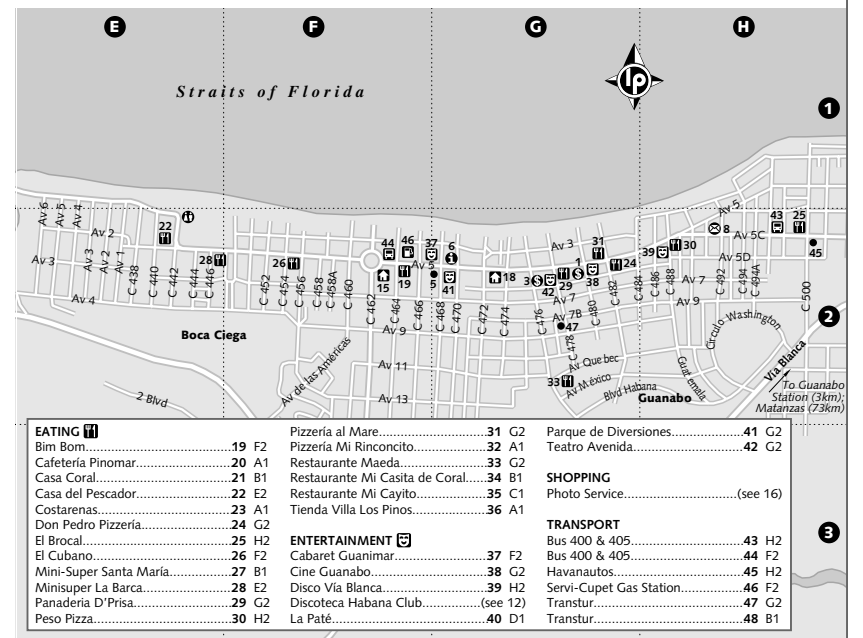 E
F
G
H
1
2
3
Straits of Florida
lp
Av 6
Av 5
Av 4
Av 3
Av 2
Av 3
Av 2
Av 1
Av 4
C 438
C 440
C 442
C 444
C 446
C 452
C 454
C 456
C 458
C 458A
C 460
C 462
C 464
C 466
C 468
C 470
C 472
C 474
C 476
C 478
C 480
C 482
C 484
C 486
C 488
C 492
C 494
C 494A
C 500
Av 5
Av 3
Av 7
Av 7B
Av 9
Av 11
Av 13
Av 5
Av 5C
Av 5D
Av 7
Av 9
22
28
26
44
46
37
6
15
19
5
41
18
3
42
29
1
38
31
24
47
33
39
30
8
43
25
45
Boca Ciega
2 Blvd
Av de las Américas
Av Quebec
Av México
Blvd Habana
Guatemala
Guanabo
Círculo Washington
Vía Blanca
To Guanabo
Station (3km);
Matanzas (73km)
EATING
Bim Bom 19 F2
Cafetería Pinomar 20 A1
Casa Coral 21 B1
Casa del Pescador 22 E2
Costarenas 23 A1
Don Pedro Pizzería 24 G2
El Brocal 25 H2
El Cubano 26 F2
Mini-Super Santa María 27 B1
Minisuper La Barca 28 E2
Panaderia D'Prisa 29 G2
Peso Pizza 30 H2
Pizzería al Mare 31 G2
Pizzería Mi Rinconcito 32 A1
Restaurante Maeda 33 G2
Restaurante Mi Casita de Coral 34 B1
Restaurante Mi Cayito 35 C1
Tienda Villa Los Pinos 36 A1
ENTERTAINMENT
Cabaret Guanimar 37 F2
Cine Guanabo 38 G2
Disco Vía Blanca 39 H2
Discoteca Habana Club (see 12)
La Paté 40 D1
Parque de Diversiones 41 G2
Teatro Avenida 42 G2
SHOPPING
Photo Service (see 16)
TRANSPORT
Bus 400 & 405 43 H2
Bus 400 & 405 44 F2
Havanautos 45 H2
Servi-Cupet Gas Station 46 F2
Transtur 47 G2
Transtur 48 B1